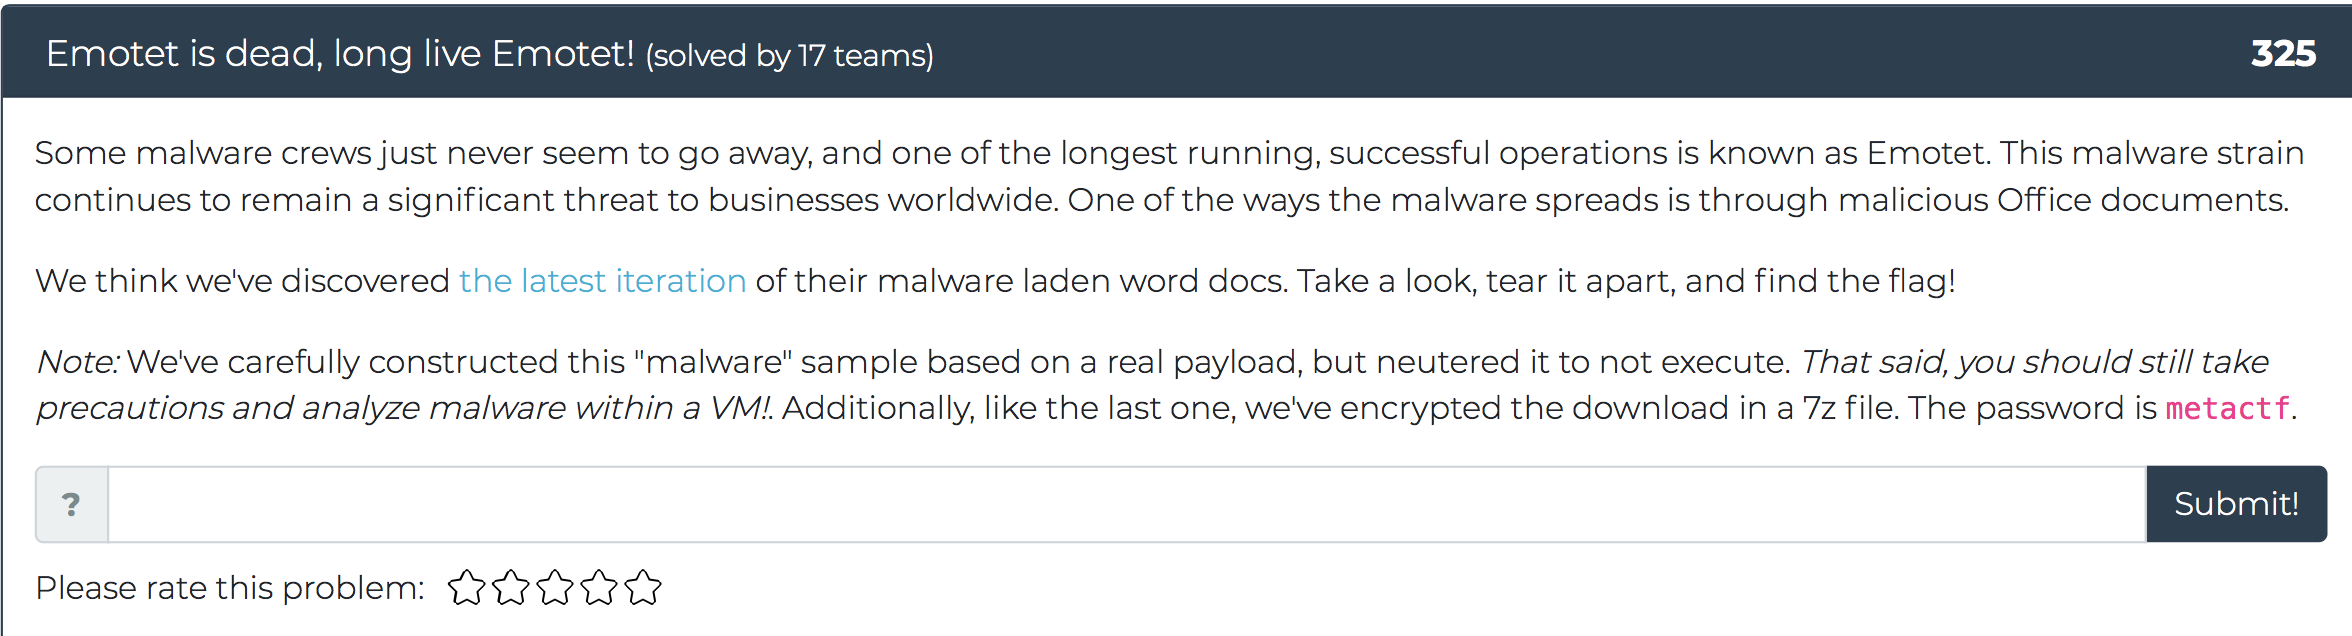 Emotet is dead, long live Emotet! (solved by 17 teams) 325
Some malware crews just never seem to go away, and one of the longest running, successful operations is known as Emotet. This malware strain
continues to remain a significant threat to businesses worldwide. One of the ways the malware spreads is through malicious Office documents.
We think we've discovered the latest iteration of their malware laden word docs. Take a look, tear it apart, and find the flag!
Note: We've carefully constructed this "malware" sample based on a real payload, but neutered it to not execute. That said, you should still take
precautions and analyze malware within a VM!. Additionally, like the last one, we've encrypted the download in a 7z file. The password is metactf.
? Submit!
Please rate this problem: